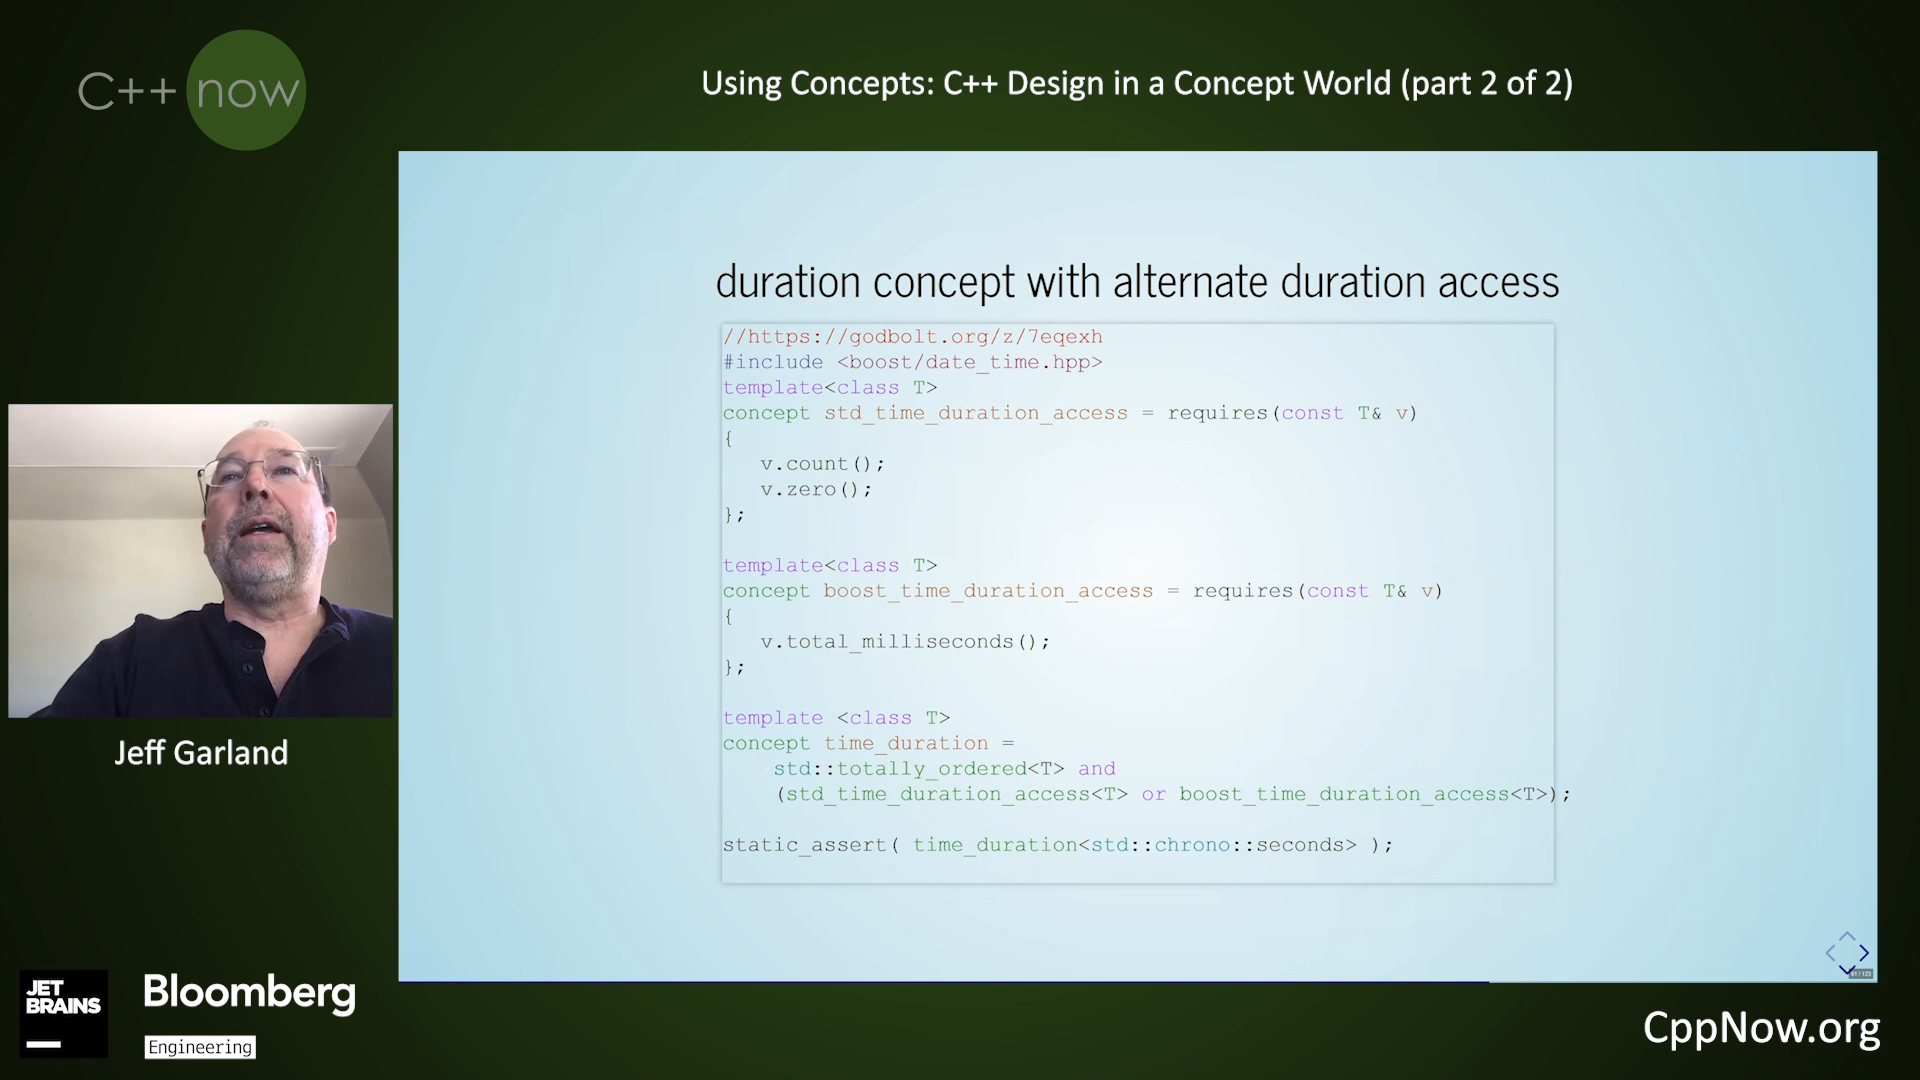 C++ now
Using Concepts: C++ Design in a Concept World (part 2 of 2)
duration concept with alternate duration access
//https://godbolt.org/z/7eqexh
#include <boost/date_time.hpp>
template<class T>
concept std_time_duration_access = requires(const T& v)
{
   v.count();
   v.zero();
};
template<class T>
concept boost_time_duration_access = requires(const T& v)
{
   v.total_milliseconds();
};
template <class T>
concept time_duration =
    std::totally_ordered<T> and
    (std_time_duration_access<T> or boost_time_duration_access<T>);
static_assert( time_duration<std::chrono::seconds> );
Jeff Garland
JET
BRAINS
Bloomberg
Engineering
CppNow.org